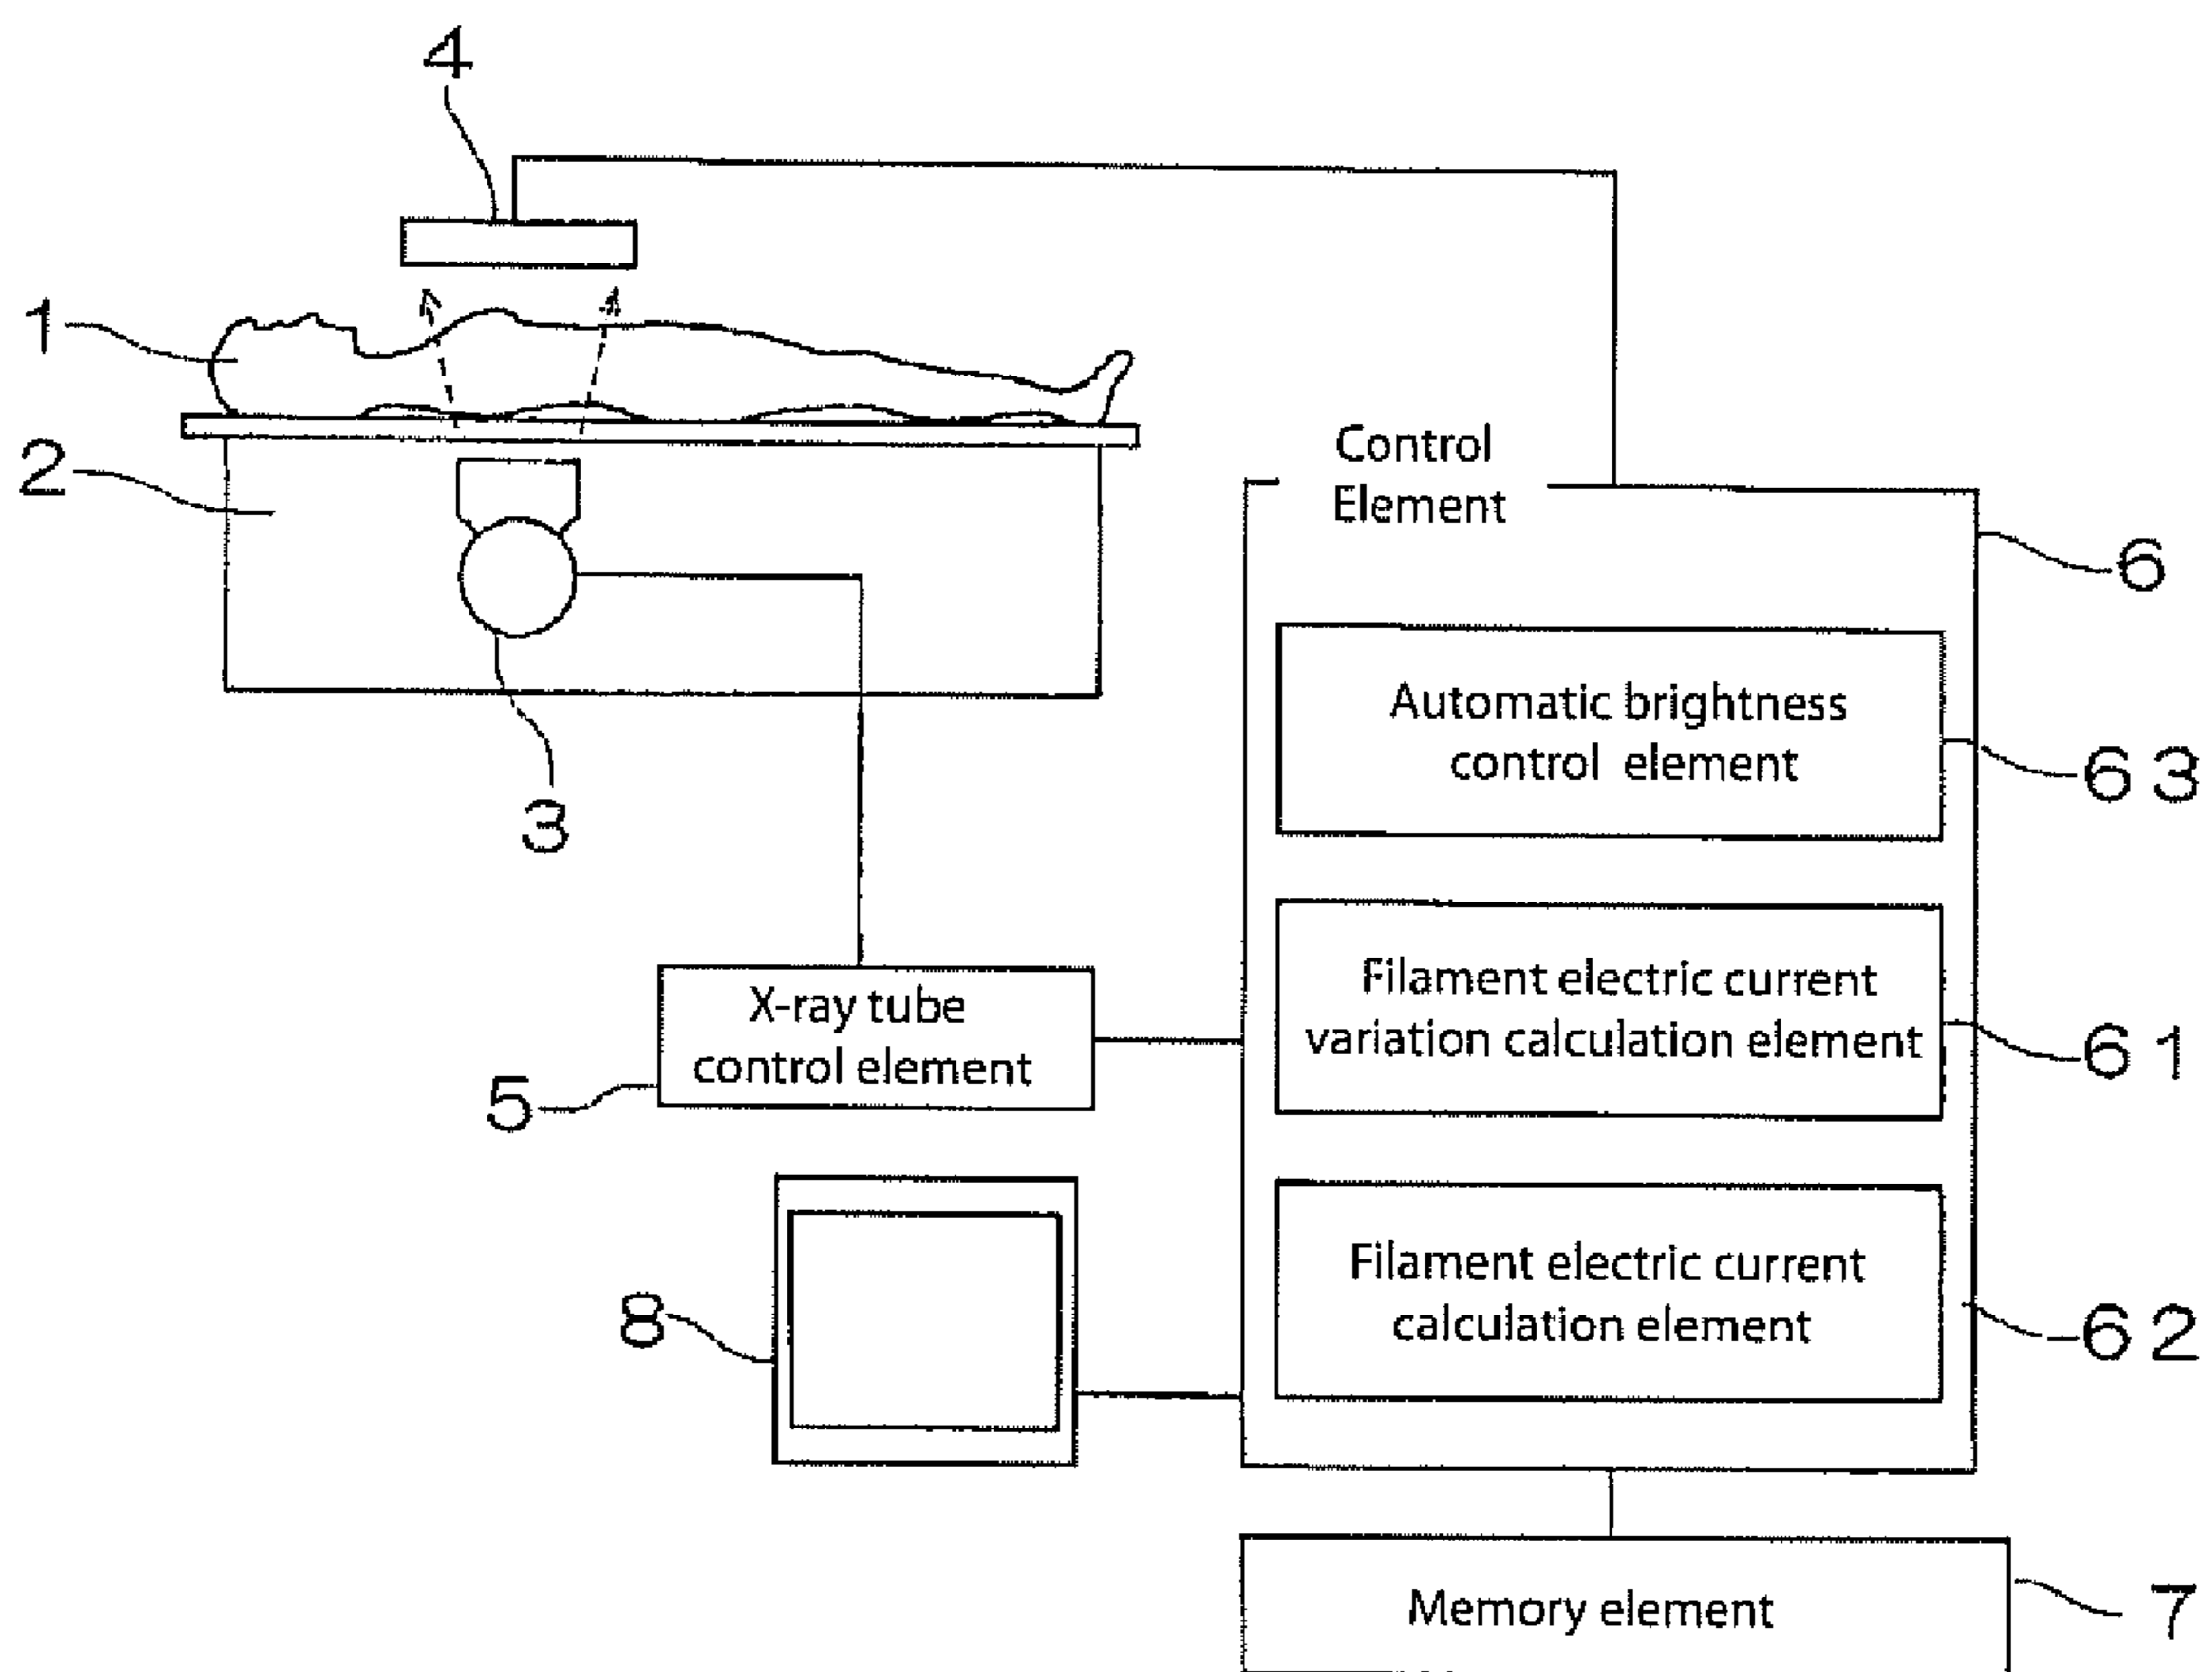 4
1
2
3
Control
Element
6
Automatic brightness
control element
63
X-ray tube
control element
5
Filament electric current
variation calculation element
61
8
Filament electric current
calculation element
62
Memory element
7